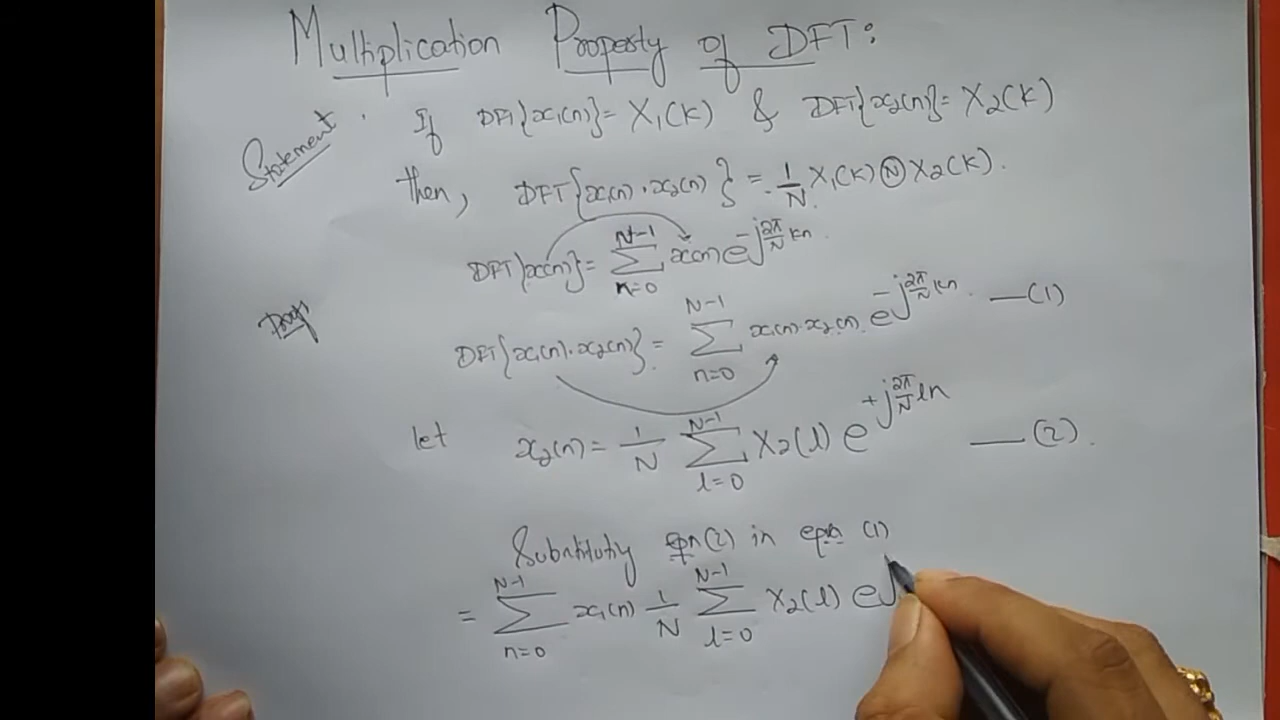 Multiplication Property of DFT:
Statement: If DFT{x₁(n)} = X₁(K) & DFT{x₂(n)} = X₂(K)
then, DFT{x₁(n) · x₂(n)} = 1/N X₁(K) Ⓝ X₂(K).
DFT{x(n)} = Σ_{n=0}^{N-1} x(n) e^{-j 2π/N kn}
Proof
DFT{x₁(n) · x₂(n)} = Σ_{n=0}^{N-1} x₁(n) · x₂(n) e^{-j 2π/N kn} —(1)
let x₂(n) = 1/N Σ_{l=0}^{N-1} X₂(l) e^{+j 2π/N ln} —(2).
Substituting eqn (2) in eqn (1)
= Σ_{n=0}^{N-1} x₁(n) 1/N Σ_{l=0}^{N-1} X₂(l) e^{j